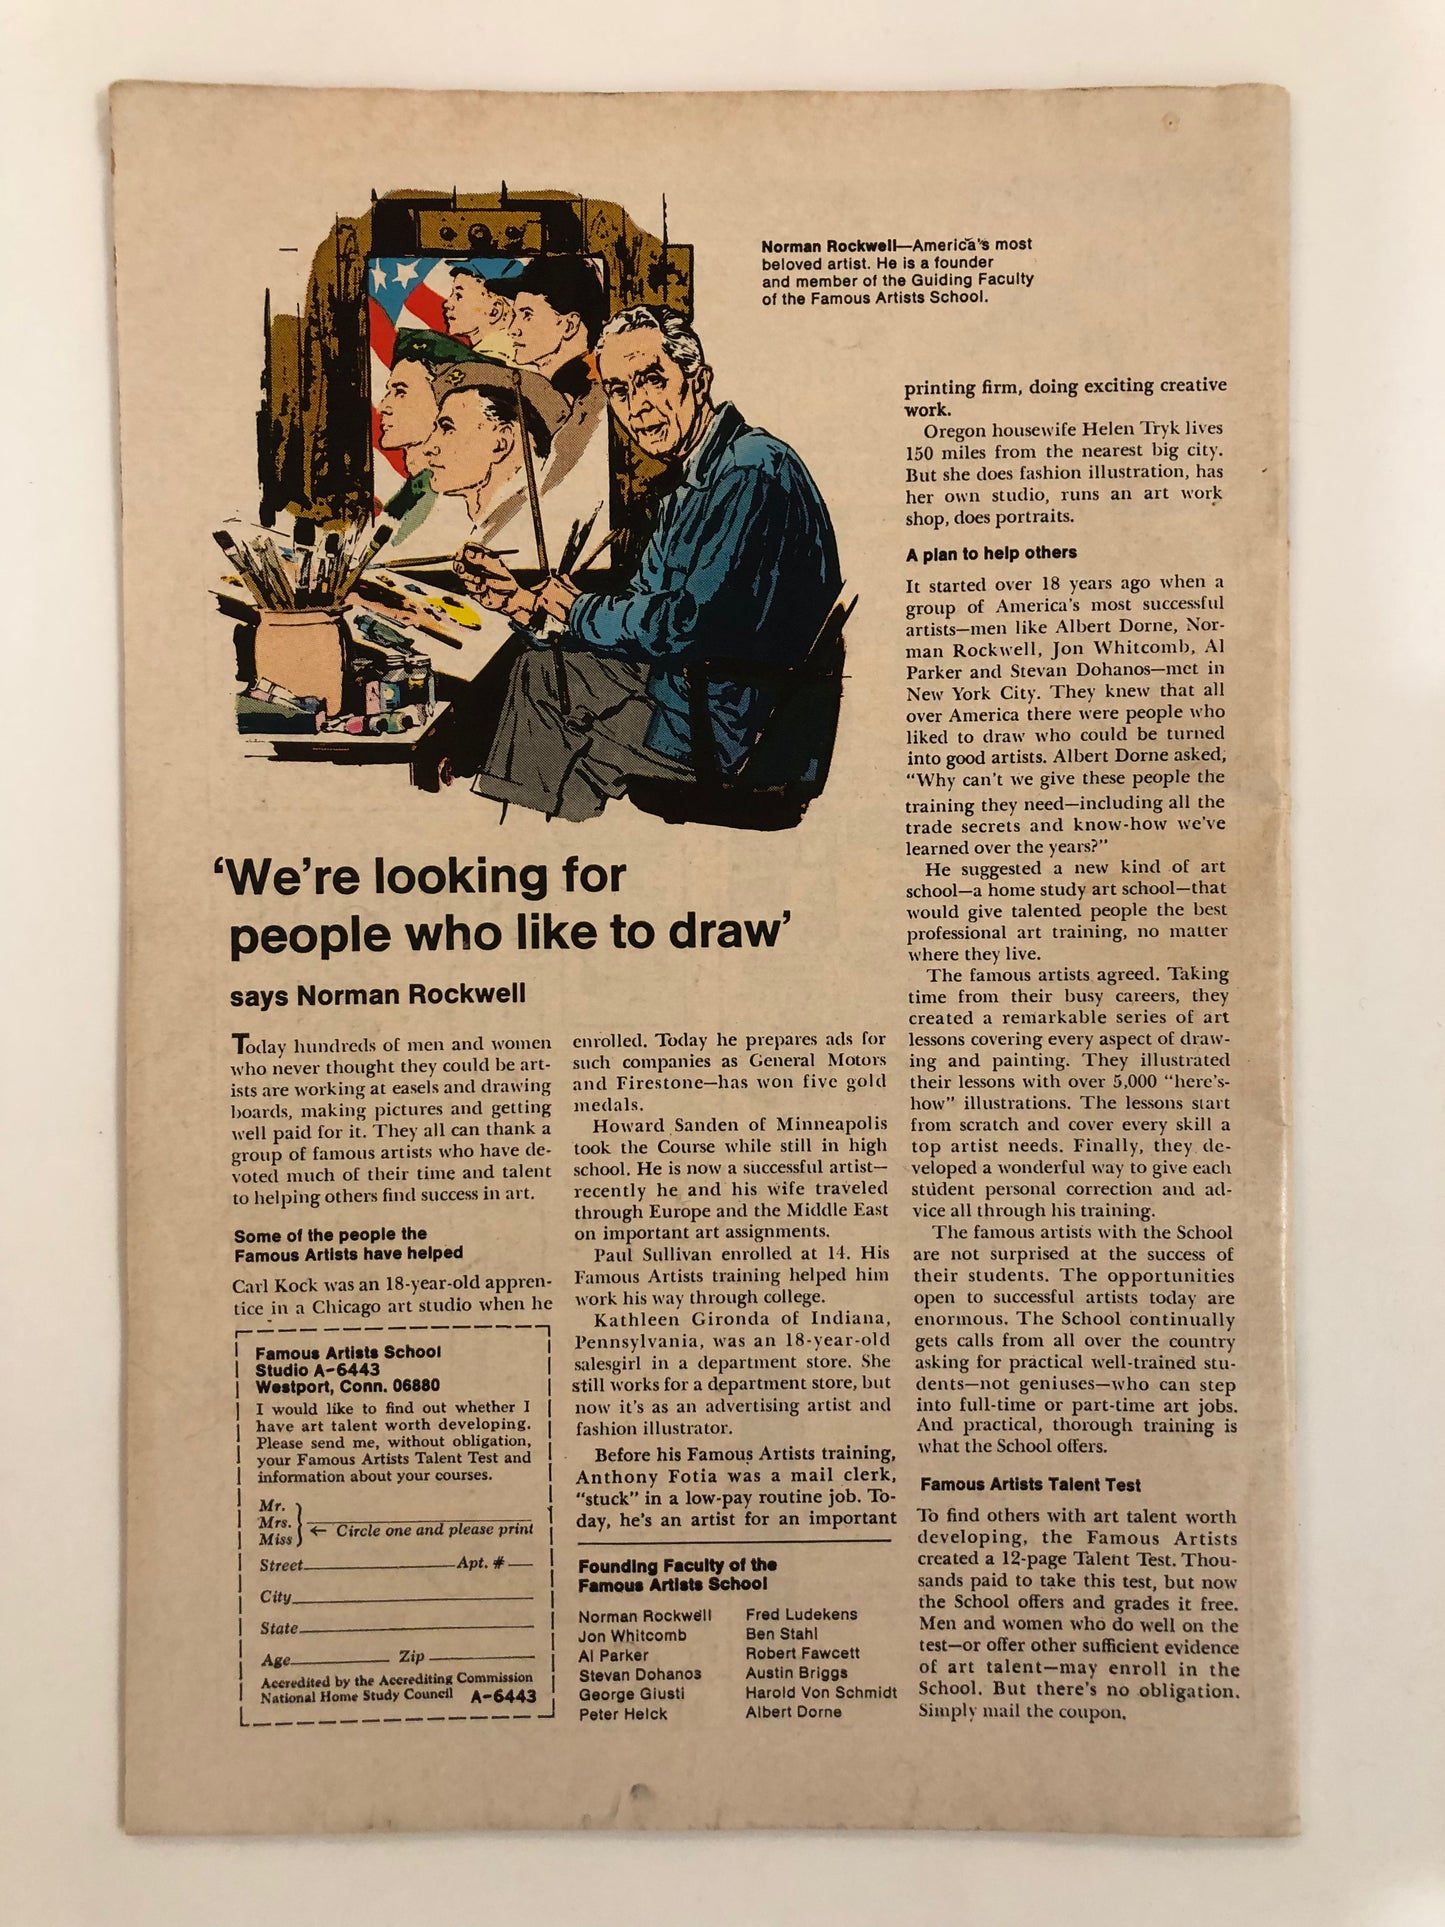 Norman Rockwell—America's most
beloved artist. He is a founder
and member of the Guiding Faculty
of the Famous Artists School.
'We're looking for
people who like to draw'
says Norman Rockwell
Today hundreds of men and women
who never thought they could be art-
ists are working at easels and drawing
boards, making pictures and getting
well paid for it. They all can thank a
group of famous artists who have de-
voted much of their time and talent
to helping others find success in art.
Some of the people the
Famous Artists have helped
Carl Kock was an 18-year-old appren-
tice in a Chicago art studio when he
enrolled. Today he prepares ads for
such companies as General Motors
and Firestone—has won five gold
medals.
Howard Sanden of Minneapolis
took the Course while still in high
school. He is now a successful artist—
recently he and his wife traveled
through Europe and the Middle East
on important art assignments.
Paul Sullivan enrolled at 14. His
Famous Artists training helped him
work his way through college.
Kathleen Gironda of Indiana,
Pennsylvania, was an 18-year-old
salesgirl in a department store. She
still works for a department store, but
now it's as an advertising artist and
fashion illustrator.
Before his Famous Artists training,
Anthony Fotia was a mail clerk,
"stuck" in a low-pay routine job. To-
day, he's an artist for an important
printing firm, doing exciting creative
work.
Oregon housewife Helen Tryk lives
150 miles from the nearest big city.
But she does fashion illustration, has
her own studio, runs an art work
shop, does portraits.
A plan to help others
It started over 18 years ago when a
group of America's most successful
artists—men like Albert Dorne, Nor-
man Rockwell, Jon Whitcomb, Al
Parker and Stevan Dohanos—met in
New York City. They knew that all
over America there were people who
liked to draw who could be turned
into good artists. Albert Dorne asked,
"Why can't we give these people the
training they need—including all the
trade secrets and know-how we've
learned over the years?"
He suggested a new kind of art
school—a home study art school—that
would give talented people the best
professional art training, no matter
where they live.
The famous artists agreed. Taking
time from their busy careers, they
created a remarkable series of art
lessons covering every aspect of draw-
ing and painting. They illustrated
their lessons with over 5,000 "here's-
how" illustrations. The lessons start
from scratch and cover every skill a
top artist needs. Finally, they de-
veloped a wonderful way to give each
student personal correction and ad-
vice all through his training.
The famous artists with the School
are not surprised at the success of
their students. The opportunities
open to successful artists today are
enormous. The School continually
gets calls from all over the country
asking for practical well-trained stu-
dents—not geniuses—who can step
into full-time or part-time art jobs.
And practical, thorough training is
what the School offers.
Famous Artists Talent Test
To find others with art talent worth
developing, the Famous Artists
created a 12-page Talent Test. Thou-
sands paid to take this test, but now
the School offers and grades it free.
Men and women who do well on the
test—or offer other sufficient evidence
of art talent—may enroll in the
School. But there's no obligation.
Simply mail the coupon.
Famous Artists School
Studio A-6443
Westport, Conn. 06880
I would like to find out whether I
have art talent worth developing.
Please send me, without obligation,
your Famous Artists Talent Test and
information about your courses.
Mr.
Mrs.
Miss
← Circle one and please print
Street Apt. #
City
State
Age Zip
Accredited by the Accrediting Commission
National Home Study Council A-6443
Founding Faculty of the
Famous Artists School
Norman Rockwell
Jon Whitcomb
Al Parker
Stevan Dohanos
George Giusti
Peter Helck
Fred Ludekens
Ben Stahl
Robert Fawcett
Austin Briggs
Harold Von Schmidt
Albert Dorne